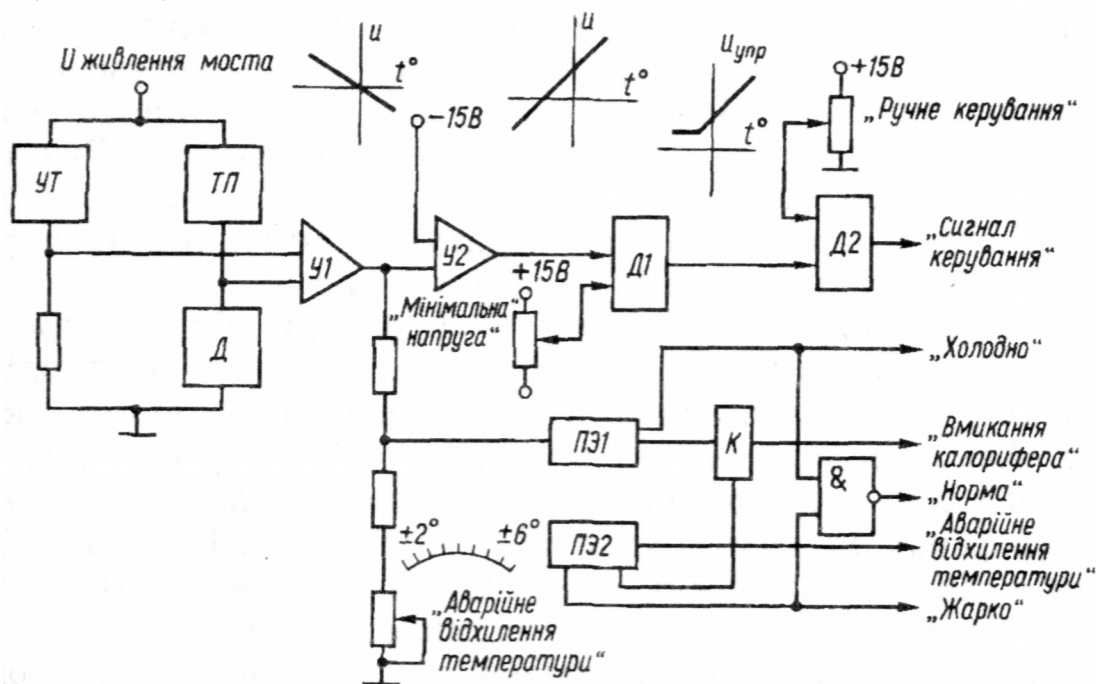 U живлення моста
u
t°
−15В
u
t°
Uупр
t°
+15В
„Ручне керування“
УТ
ТП
У1
У2
Д1
Д2
„Сигнал
керування“
+15В
„Мінімальна
напруга“
Д
„Холодно“
ПЭ1
К
„Вмикання
калорифера“
&
„Норма“
±2°
±6°
ПЭ2
„Аварійне
відхилення
температури“
„Аварійне
відхилення
температури“
„Жарко“